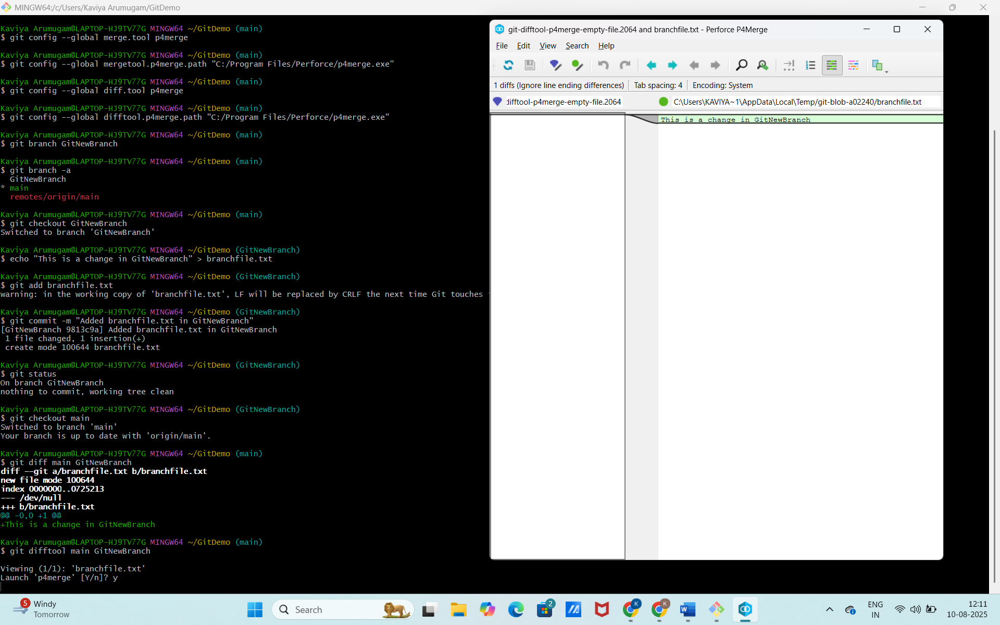 MINGW64:/c/Users/Kaviya Arumugam/GitDemo
Kaviya Arumugam@LAPTOP-HJ9TV77G MINGW64 ~/GitDemo (main)
$ git config --global merge.tool p4merge
Kaviya Arumugam@LAPTOP-HJ9TV77G MINGW64 ~/GitDemo (main)
$ git config --global mergetool.p4merge.path "C:/Program Files/Perforce/p4merge.exe"
Kaviya Arumugam@LAPTOP-HJ9TV77G MINGW64 ~/GitDemo (main)
$ git config --global diff.tool p4merge
Kaviya Arumugam@LAPTOP-HJ9TV77G MINGW64 ~/GitDemo (main)
$ git config --global difftool.p4merge.path "C:/Program Files/Perforce/p4merge.exe"
Kaviya Arumugam@LAPTOP-HJ9TV77G MINGW64 ~/GitDemo (main)
$ git branch GitNewBranch
Kaviya Arumugam@LAPTOP-HJ9TV77G MINGW64 ~/GitDemo (main)
$ git branch -a
GitNewBranch
* main
remotes/origin/main
Kaviya Arumugam@LAPTOP-HJ9TV77G MINGW64 ~/GitDemo (main)
$ git checkout GitNewBranch
Switched to branch 'GitNewBranch'
Kaviya Arumugam@LAPTOP-HJ9TV77G MINGW64 ~/GitDemo (GitNewBranch)
$ echo "This is a change in GitNewBranch" > branchfile.txt
Kaviya Arumugam@LAPTOP-HJ9TV77G MINGW64 ~/GitDemo (GitNewBranch)
$ git add branchfile.txt
warning: in the working copy of 'branchfile.txt', LF will be replaced by CRLF the next time Git touches
Kaviya Arumugam@LAPTOP-HJ9TV77G MINGW64 ~/GitDemo (GitNewBranch)
$ git commit -m "Added branchfile.txt in GitNewBranch"
[GitNewBranch 9813c9a] Added branchfile.txt in GitNewBranch
1 file changed, 1 insertion(+)
create mode 100644 branchfile.txt
Kaviya Arumugam@LAPTOP-HJ9TV77G MINGW64 ~/GitDemo (GitNewBranch)
$ git status
On branch GitNewBranch
nothing to commit, working tree clean
Kaviya Arumugam@LAPTOP-HJ9TV77G MINGW64 ~/GitDemo (GitNewBranch)
$ git checkout main
Switched to branch 'main'
Your branch is up to date with 'origin/main'.
Kaviya Arumugam@LAPTOP-HJ9TV77G MINGW64 ~/GitDemo (main)
$ git diff main GitNewBranch
diff --git a/branchfile.txt b/branchfile.txt
new file mode 100644
index 0000000..0725213
--- /dev/null
+++ b/branchfile.txt
@@ -0,0 +1 @@
+This is a change in GitNewBranch
Kaviya Arumugam@LAPTOP-HJ9TV77G MINGW64 ~/GitDemo (main)
$ git difftool main GitNewBranch
Viewing (1/1): 'branchfile.txt'
Launch 'p4merge' [Y/n]? y
git-difftool-p4merge-empty-file.2064 and branchfile.txt - Perforce P4Merge
File Edit View Search Help
1 diffs (Ignore line ending differences) Tab spacing: 4 Encoding: System
difftool-p4merge-empty-file.2064 C:\Users\KAVIYA~1\AppData\Local\Temp/git-blob-a02240/branchfile.txt
This is a change in GitNewBranch
5
Windy
Tomorrow
Search
2
K
K
ENG
IN
12:11
10-08-2025